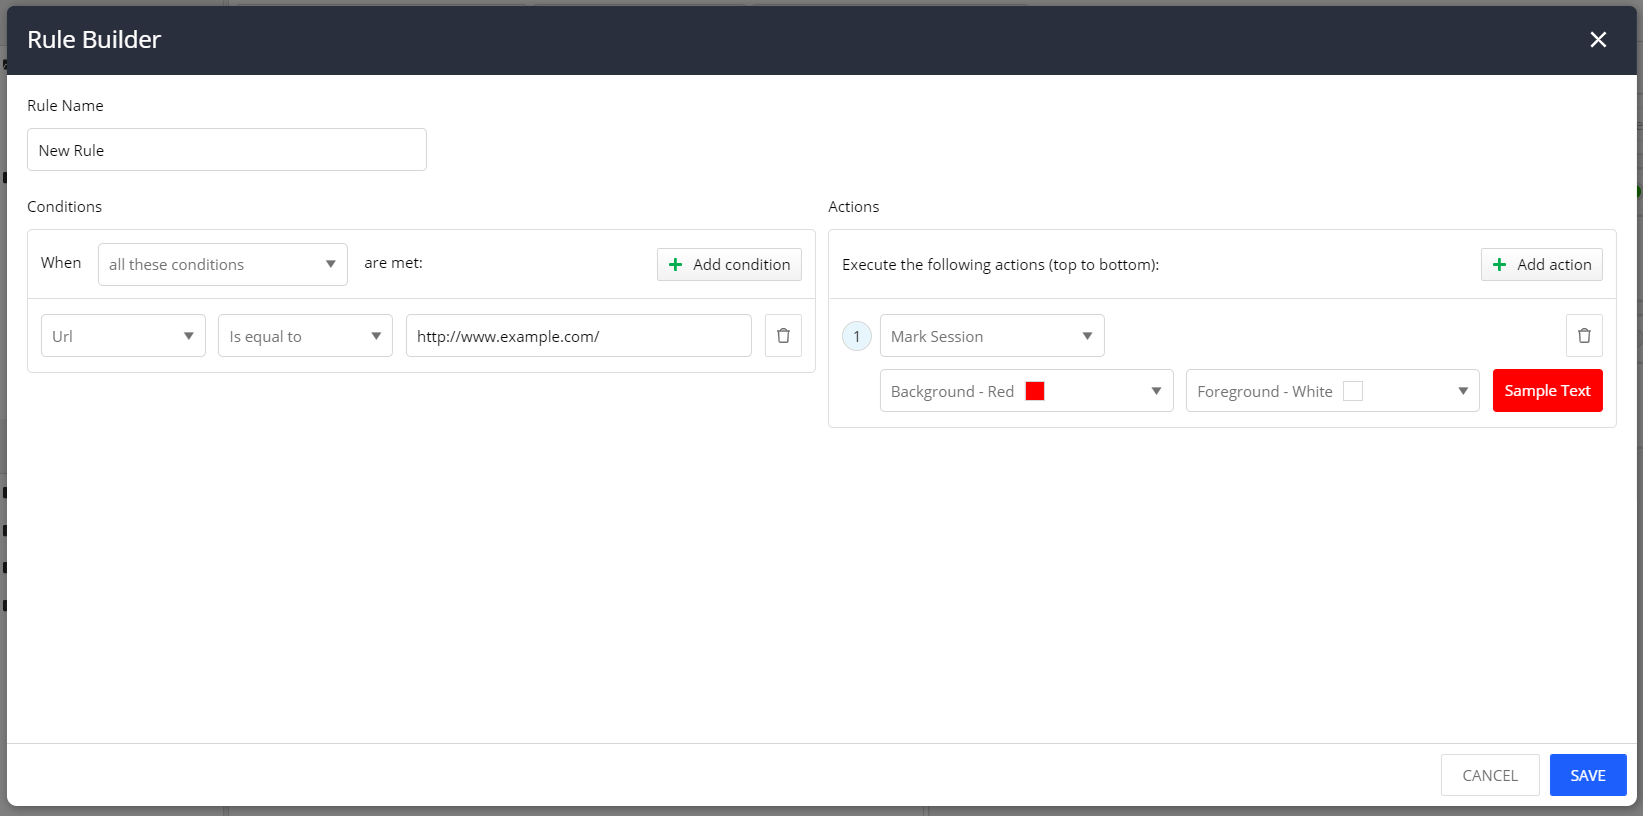 Rule Builder
Rule Name
New Rule
Conditions
When all these conditions are met: Add condition
Url Is equal to http://www.example.com/
Actions
Execute the following actions (top to bottom): Add action
1 Mark Session
Background - Red Foreground - White Sample Text
CANCEL SAVE